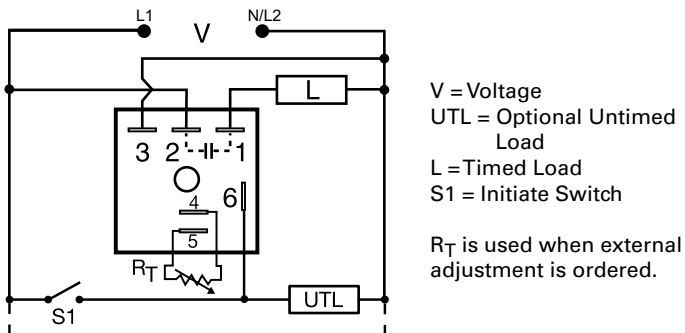 L1
V
N/L2
L
3
2
1
6
4
5
RT
S1
UTL
V = Voltage
UTL = Optional Untimed
Load
L = Timed Load
S1 = Initiate Switch
RT is used when external
adjustment is ordered.